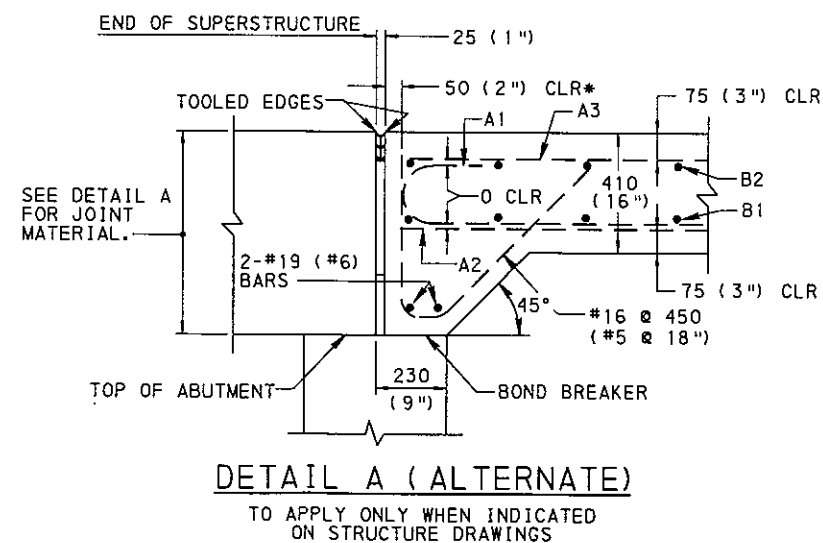 END OF SUPERSTRUCTURE
25 (1")
50 (2") CLR*
TOOLED EDGES
75 (3") CLR
A1
A3
SEE DETAIL A
FOR JOINT
MATERIAL.
0 CLR
410
(16")
B2
B1
2-#19 (#6)
BARS
A2
75 (3") CLR
45°
#16 @ 450
(#5 @ 18")
TOP OF ABUTMENT
230
(9")
BOND BREAKER
DETAIL A (ALTERNATE)
TO APPLY ONLY WHEN INDICATED
ON STRUCTURE DRAWINGS